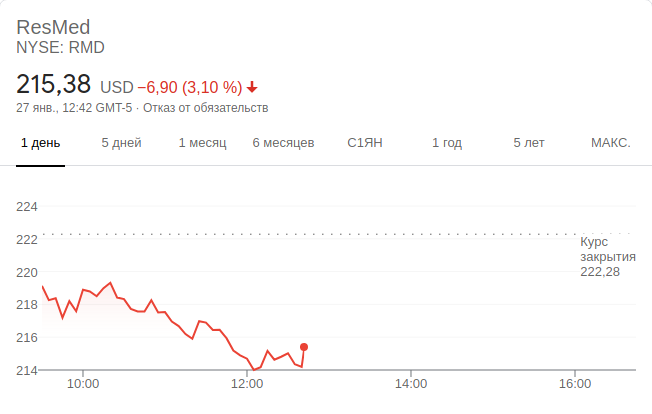 ResMed
NYSE: RMD
215,38 USD −6,90 (3,10 %)
27 янв., 12:42 GMT-5 · Отказ от обязательств
1 день 5 дней 1 месяц 6 месяцев С1ЯН 1 год 5 лет МАКС.
224
222
220
218
216
214
Курс
закрытия
222,28
10:00 12:00 14:00 16:00